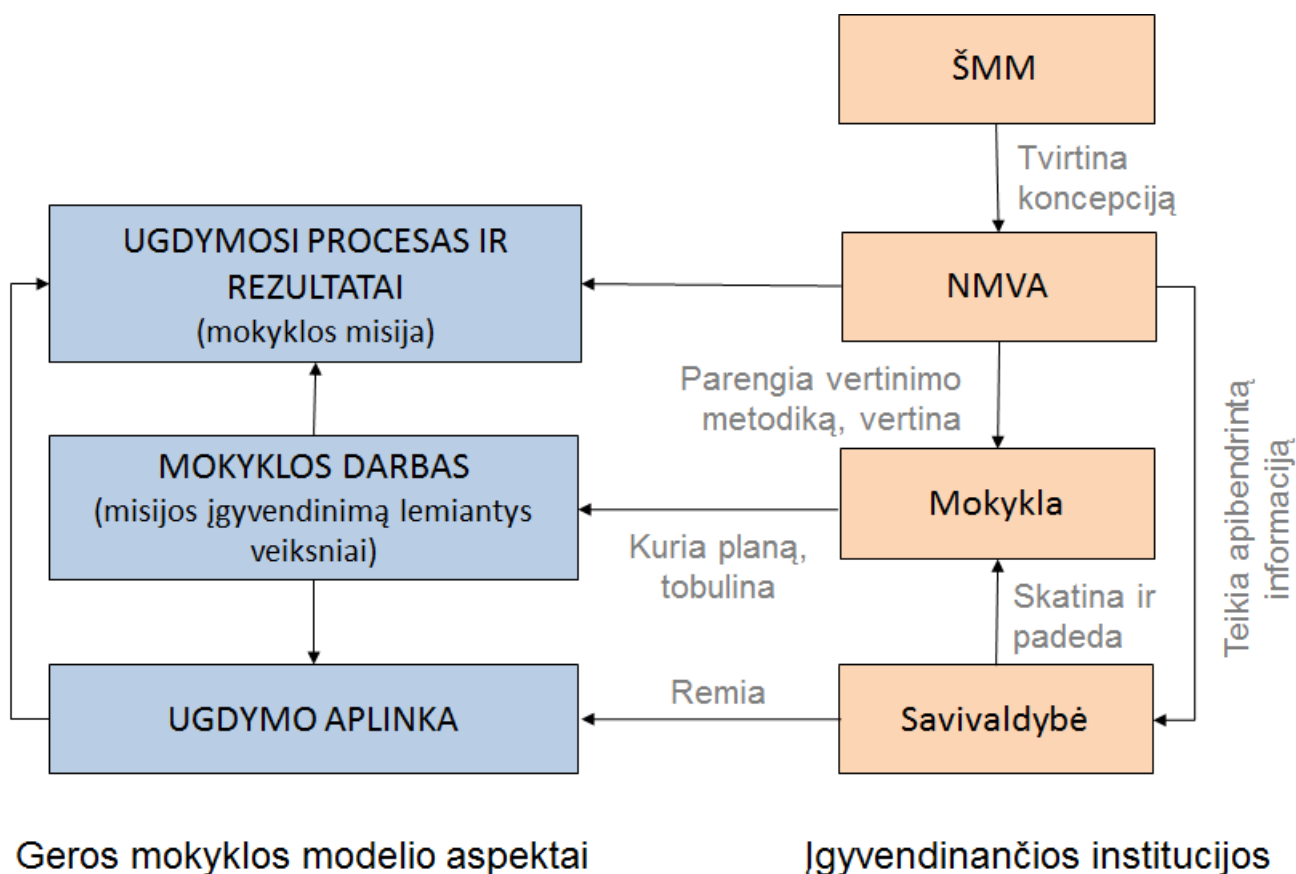 ŠMM
Tvirtina
koncepciją
UGDYMOSI PROCESAS IR
REZULTATAI
(mokyklos misija)
NMVA
Parengia vertinimo
metodiką, vertina
Teikia apibendrintą
informaciją
MOKYKLOS DARBAS
(misijos įgyvendinimą lemiantys
veiksniai)
Mokykla
Kuria planą,
tobulina
Skatina ir
padeda
UGDYMO APLINKA
Remia
Savivaldybė
Geros mokyklos modelio aspektai
Įgyvendinančios institucijos